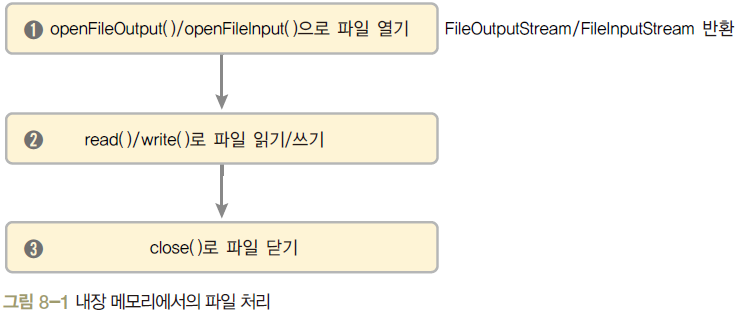 ❶ openFileOutput( )/openFileInput( )으로 파일 열기 FileOutputStream/FileInputStream 반환
❷ read( )/write( )로 파일 읽기/쓰기
❸ close( )로 파일 닫기
그림 8-1 내장 메모리에서의 파일 처리